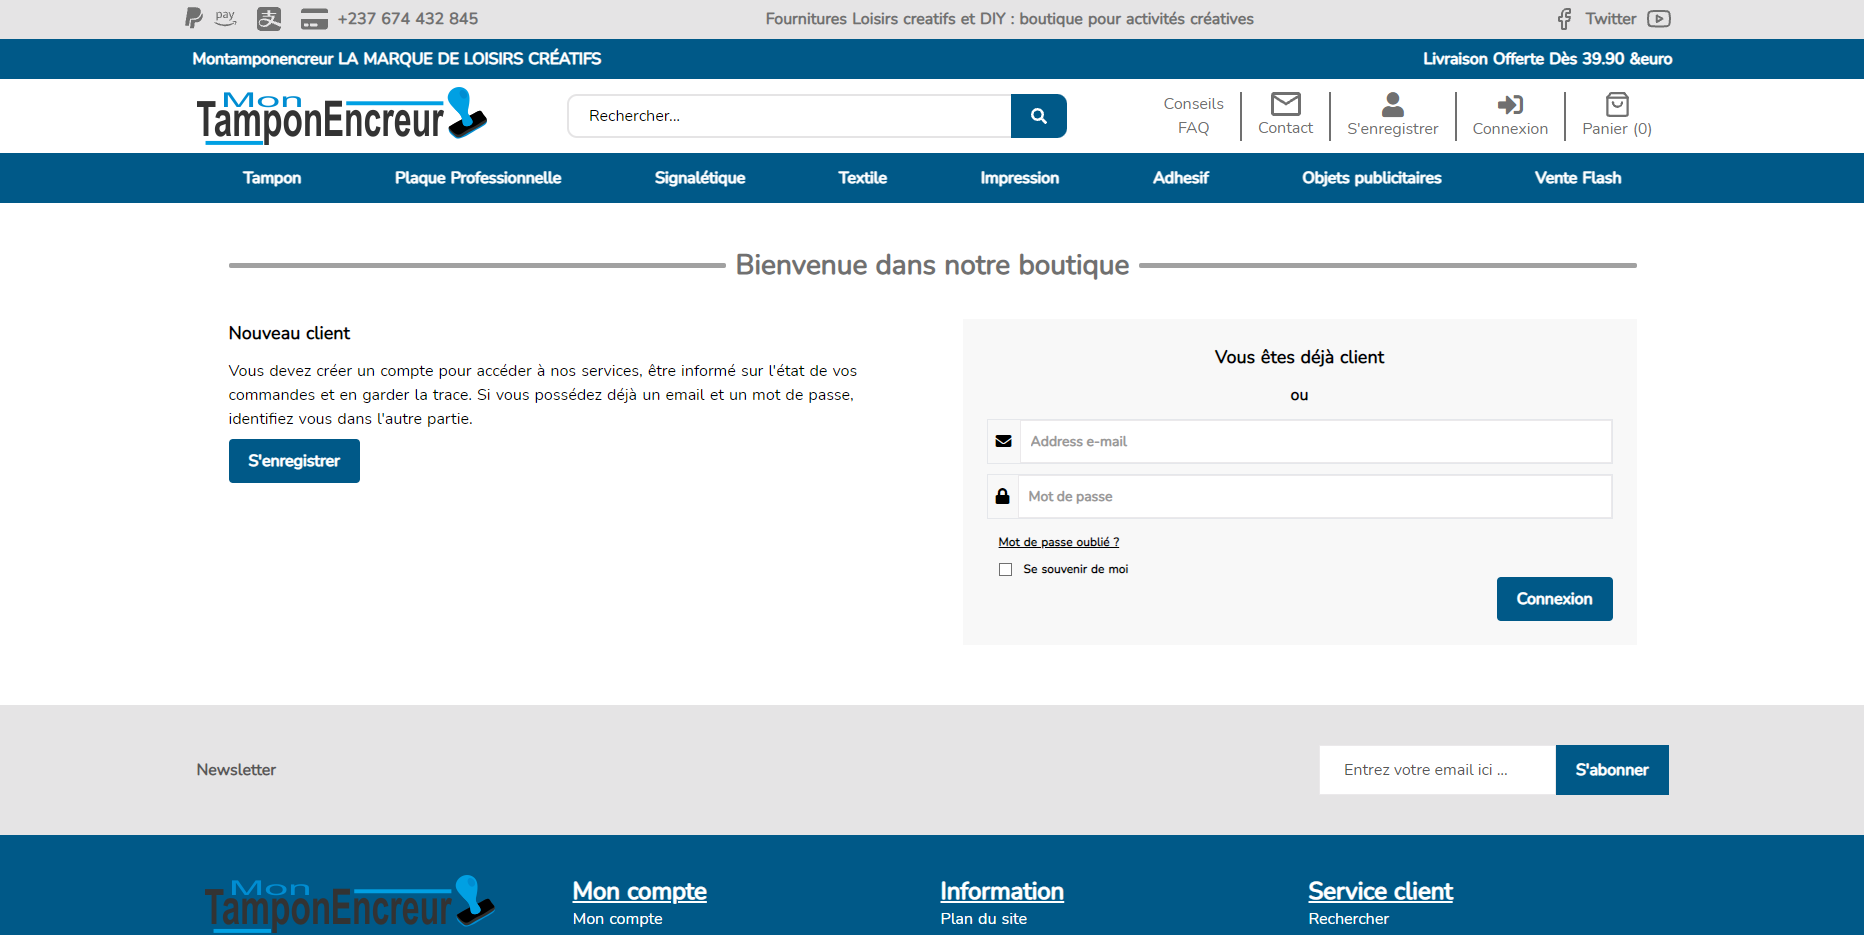 pay
+237 674 432 845
Fournitures Loisirs creatifs et DIY : boutique pour activités créatives
Twitter
Montamponencreur LA MARQUE DE LOISIRS CRÉATIFS
Livraison Offerte Dès 39.90 &euro
Mon
TamponEncreur
Rechercher...
Conseils
FAQ
Contact
S'enregistrer
Connexion
Panier (0)
Tampon
Plaque Professionnelle
Signalétique
Textile
Impression
Adhesif
Objets publicitaires
Vente Flash
Bienvenue dans notre boutique
Nouveau client
Vous devez créer un compte pour accéder à nos services, être informé sur l'état de vos
commandes et en garder la trace. Si vous possédez déjà un email et un mot de passe,
identifiez vous dans l'autre partie.
S'enregistrer
Vous êtes déjà client
ou
Address e-mail
Mot de passe
Mot de passe oublié ?
Se souvenir de moi
Connexion
Newsletter
Entrez votre email ici ...
S'abonner
Mon
TamponEncreur
Mon compte
Mon compte
Information
Plan du site
Service client
Rechercher